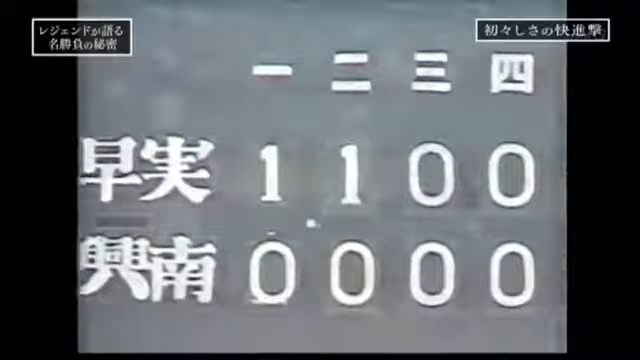 レジェンドが語る
名勝負の秘密
初々しさの快進撃
一 二 三 四
早実 1 1 0 0
興南 0 0 0 0